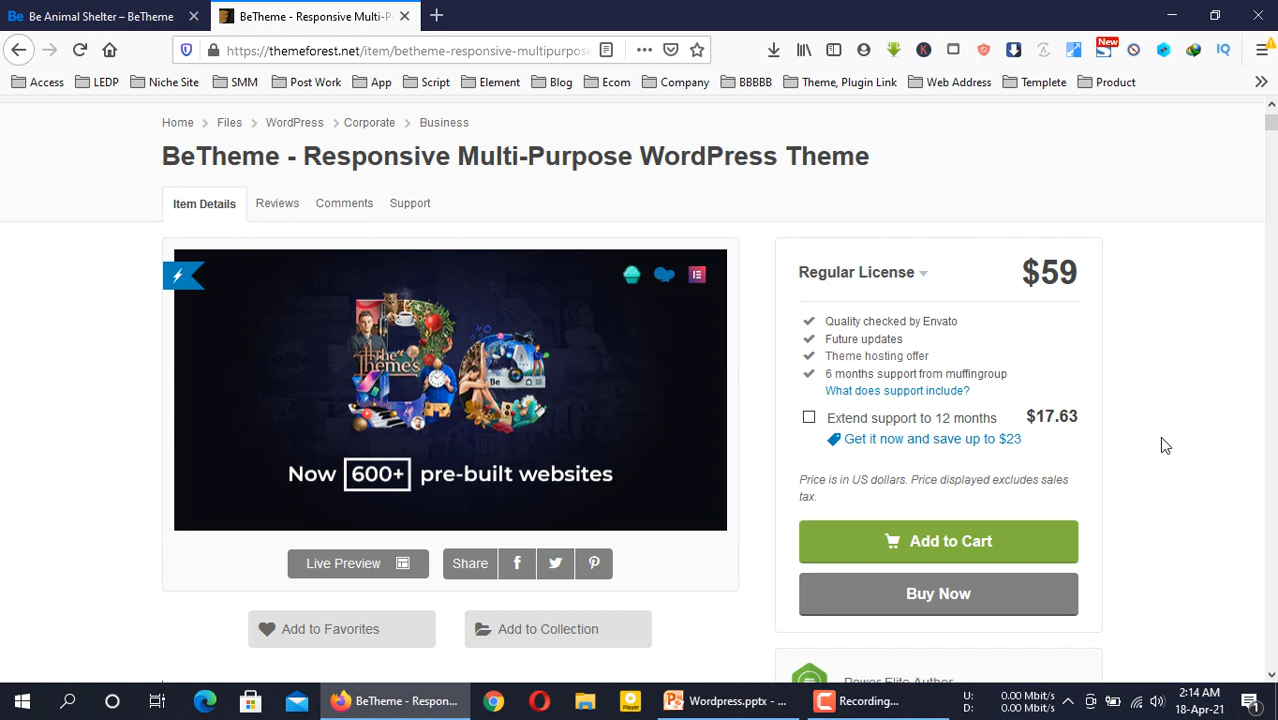 Be Animal Shelter – BeTheme
BeTheme - Responsive Multi-P
https://themeforest.net/item/betheme-responsive-multipurpose
New
IQ
Access LEDP Niche Site SMM Post Work App Script Element Blog Ecom Company BBBBB Theme, Plugin Link Web Address Templete Product
Home Files WordPress Corporate Business
BeTheme - Responsive Multi-Purpose WordPress Theme
Item Details Reviews Comments Support
Regular License $59
Quality checked by Envato
Future updates
Theme hosting offer
6 months support from muffingroup
What does support include?
Extend support to 12 months $17.63
Get it now and save up to $23
Price is in US dollars. Price displayed excludes sales
tax.
Add to Cart
Buy Now
Be
The
Theme's
Now 600+ pre-built websites
Live Preview Share
Add to Favorites Add to Collection
Power Elite Author
BeTheme - Respon...
Player
Wordpress.pptx - ...
Recording...
U: 0.00 Mbit/s
D: 0.00 Mbit/s
2:14 AM
18-Apr-21
1